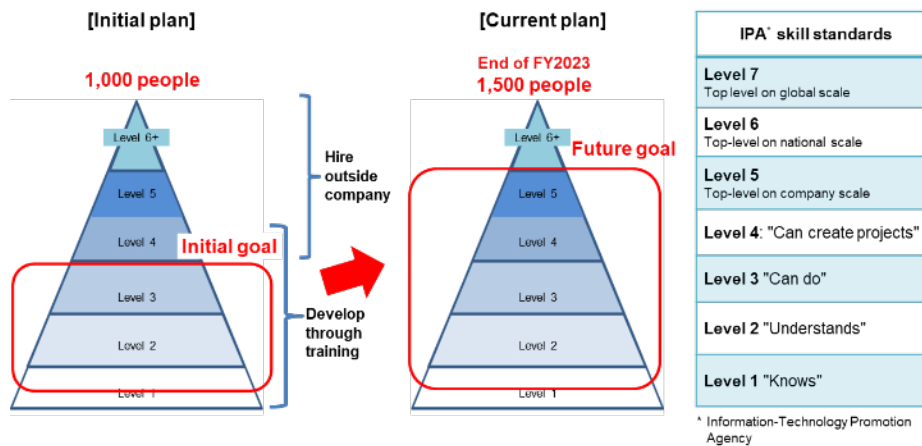 [Initial plan]
1,000 people
Level 6+
Level 5
Level 4
Level 3
Level 2
Level 1
Initial goal
Hire
outside
company
Develop
through
training
[Current plan]
End of FY2023
1,500 people
Level 6+
Level 5
Level 4
Level 3
Level 2
Level 1
Future goal
IPA* skill standards
Level 7
Top level on global scale
Level 6
Top-level on national scale
Level 5
Top-level on company scale
Level 4: "Can create projects"
Level 3 "Can do"
Level 2 "Understands"
Level 1 "Knows"
* Information-Technology Promotion
Agency